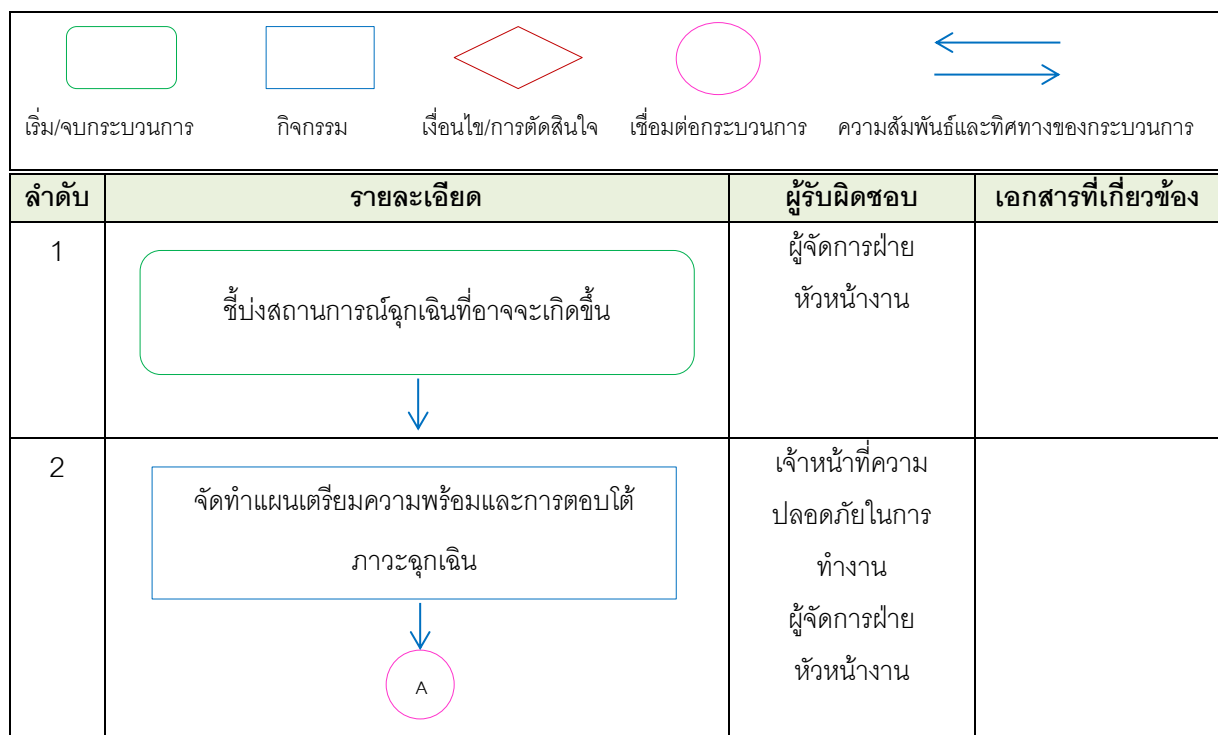 เริ่ม/จบกระบวนการ กิจกรรม เงื่อนไข/การตัดสินใจ เชื่อมต่อกระบวนการ ความสัมพันธ์และทิศทางของกระบวนการ
ลำดับ รายละเอียด ผู้รับผิดชอบ เอกสารที่เกี่ยวข้อง
1
ชี้บ่งสถานการณ์ฉุกเฉินที่อาจจะเกิดขึ้น
ผู้จัดการฝ่าย
หัวหน้างาน
2
จัดทำแผนเตรียมความพร้อมและการตอบโต้
ภาวะฉุกเฉิน
A
เจ้าหน้าที่ความ
ปลอดภัยในการ
ทำงาน
ผู้จัดการฝ่าย
หัวหน้างาน